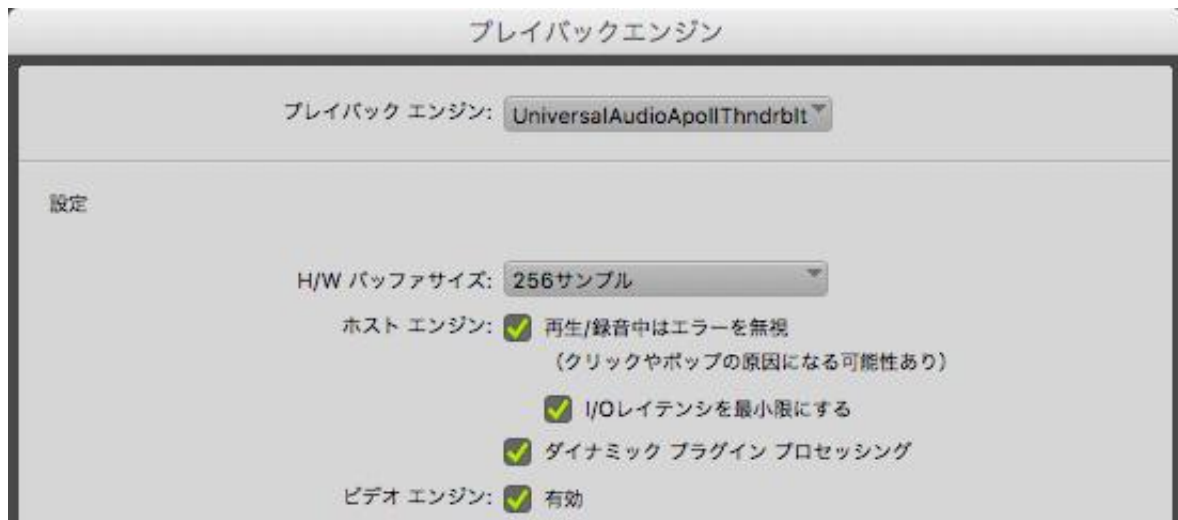 プレイバックエンジン
プレイバック エンジン: UniversalAudioApollThndrblt
設定
H/W バッファサイズ: 256サンプル
ホスト エンジン: 再生/録音中はエラーを無視
（クリックやポップの原因になる可能性あり）
I/Oレイテンシを最小限にする
ダイナミック プラグイン プロセッシング
ビデオ エンジン: 有効